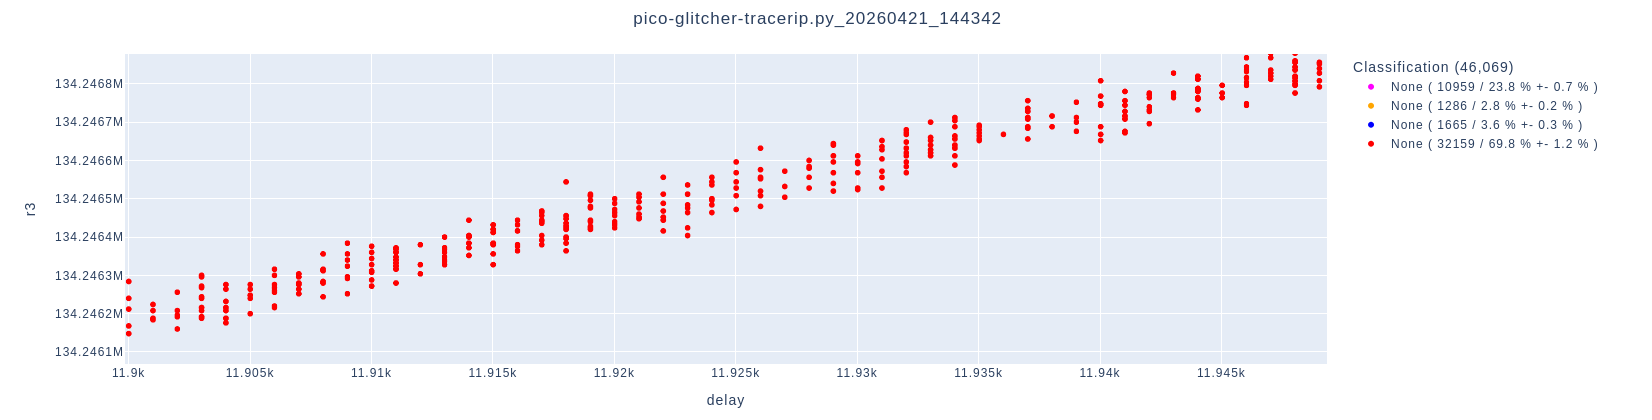 pico-glitcher-tracerip.py_20260421_144342
Classification (46,069)
None ( 10959 / 23.8 % +- 0.7 % )
None ( 1286 / 2.8 % +- 0.2 % )
None ( 1665 / 3.6 % +- 0.3 % )
None ( 32159 / 69.8 % +- 1.2 % )
134.2468M
134.2467M
134.2466M
134.2465M
134.2464M
134.2463M
134.2462M
134.2461M
r3
11.9k 11.905k 11.91k 11.915k 11.92k 11.925k 11.93k 11.935k 11.94k 11.945k
delay